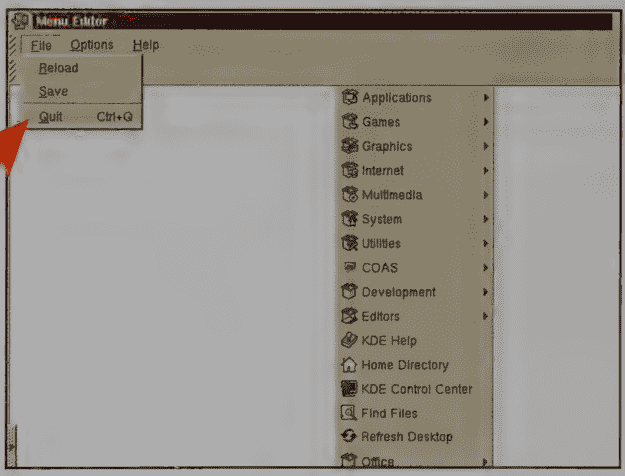 Menu Editor
File Options Help
Reload
Save
Quit Ctrl+Q
Applications
Games
Graphics
Internet
Multimedia
System
Utilities
COAS
Development
Editors
KDE Help
Home Directory
KDE Control Center
Find Files
Refresh Desktop
Office